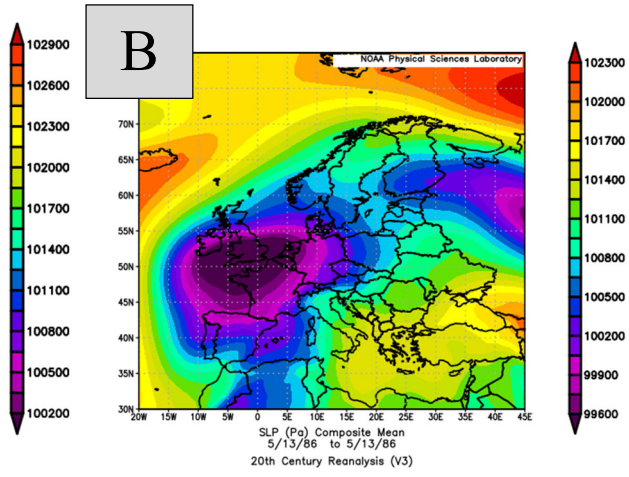 B
NOAA Physical Sciences Laboratory
102900
102600
102300
102000
101700
101400
101100
100800
100500
100200
70N
65N
60N
55N
50N
45N
40N
35N
30N
20W 15W 10W 5W 0 5E 10E 15E 20E 25E 30E 35E 40E 45E
102300
102000
101700
101400
101100
100800
100500
100200
99900
99600
SLP (Pa) Composite Mean
5/13/86 to 5/13/86
20th Century Reanalysis (V3)